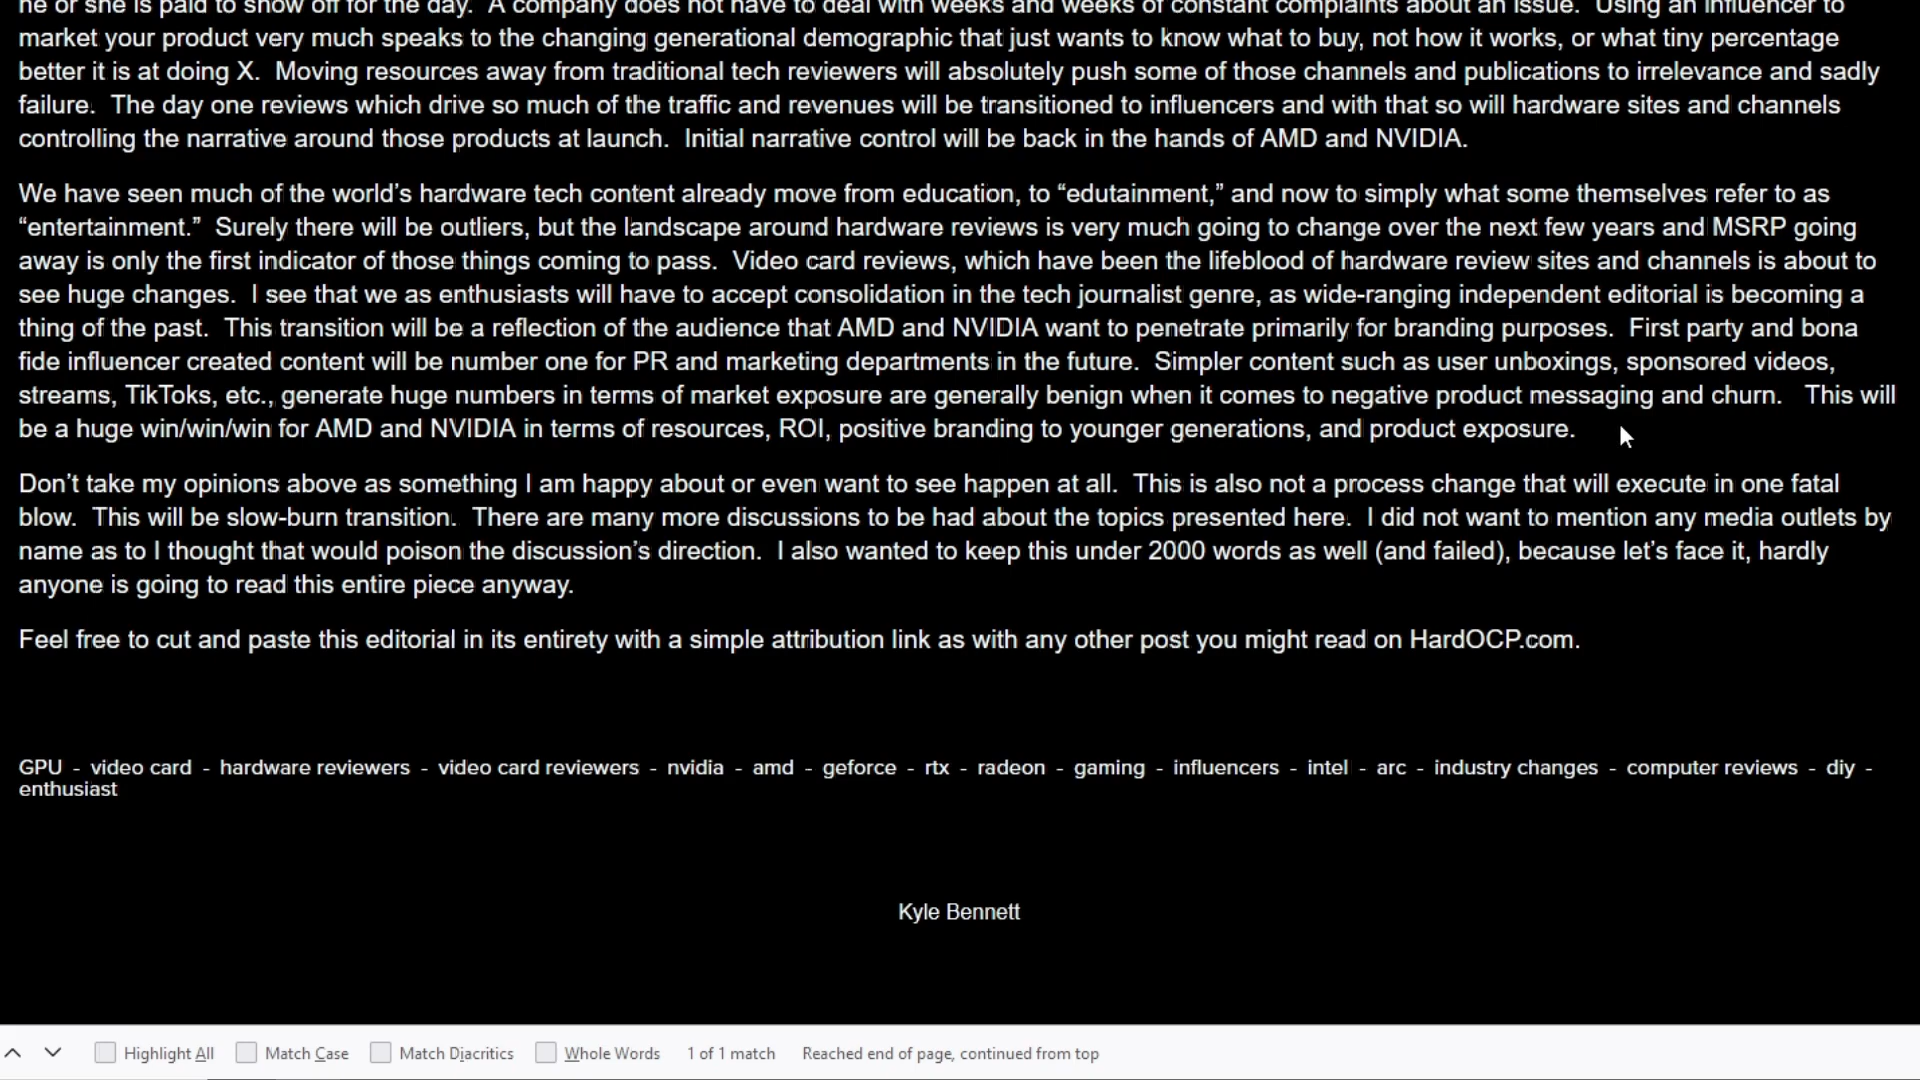 he or she is paid to show off for the day. A company does not have to deal with weeks and weeks of constant complaints about an issue. Using an influencer to
market your product very much speaks to the changing generational demographic that just wants to know what to buy, not how it works, or what tiny percentage
better it is at doing X. Moving resources away from traditional tech reviewers will absolutely push some of those channels and publications to irrelevance and sadly
failure. The day one reviews which drive so much of the traffic and revenues will be transitioned to influencers and with that so will hardware sites and channels
controlling the narrative around those products at launch. Initial narrative control will be back in the hands of AMD and NVIDIA.
We have seen much of the world’s hardware tech content already move from education, to “edutainment,” and now to simply what some themselves refer to as
“entertainment.” Surely there will be outliers, but the landscape around hardware reviews is very much going to change over the next few years and MSRP going
away is only the first indicator of those things coming to pass. Video card reviews, which have been the lifeblood of hardware review sites and channels is about to
see huge changes. I see that we as enthusiasts will have to accept consolidation in the tech journalist genre, as wide-ranging independent editorial is becoming a
thing of the past. This transition will be a reflection of the audience that AMD and NVIDIA want to penetrate primarily for branding purposes. First party and bona
fide influencer created content will be number one for PR and marketing departments in the future. Simpler content such as user unboxings, sponsored videos,
streams, TikToks, etc., generate huge numbers in terms of market exposure are generally benign when it comes to negative product messaging and churn. This will
be a huge win/win/win for AMD and NVIDIA in terms of resources, ROI, positive branding to younger generations, and product exposure.
Don’t take my opinions above as something I am happy about or even want to see happen at all. This is also not a process change that will execute in one fatal
blow. This will be slow-burn transition. There are many more discussions to be had about the topics presented here. I did not want to mention any media outlets by
name as to I thought that would poison the discussion’s direction. I also wanted to keep this under 2000 words as well (and failed), because let’s face it, hardly
anyone is going to read this entire piece anyway.
Feel free to cut and paste this editorial in its entirety with a simple attribution link as with any other post you might read on HardOCP.com.
GPU - video card - hardware reviewers - video card reviewers - nvidia - amd - geforce - rtx - radeon - gaming - influencers - intel - arc - industry changes - computer reviews - diy -
enthusiast
Kyle Bennett
Highlight All Match Case Match Diacritics Whole Words 1 of 1 match Reached end of page, continued from top